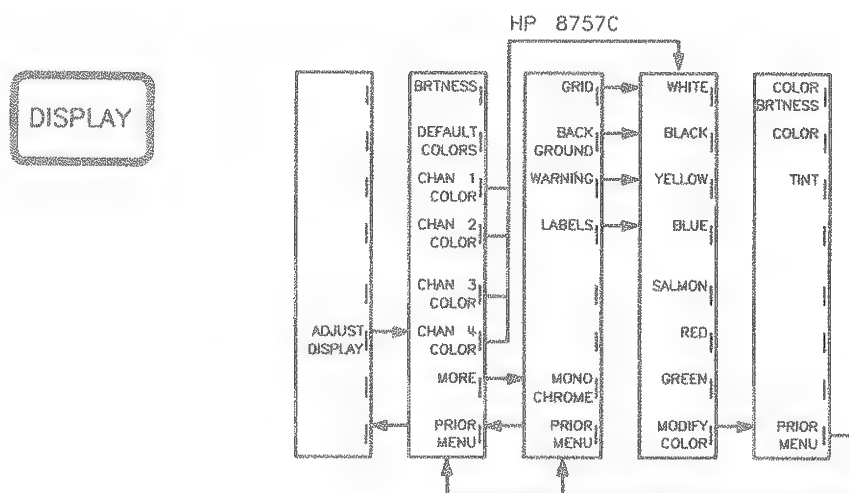 HP 8757C
DISPLAY
ADJUST
DISPLAY
BRTNESS
DEFAULT
COLORS
CHAN 1
COLOR
CHAN 2
COLOR
CHAN 3
COLOR
CHAN 4
COLOR
MORE
PRIOR
MENU
GRID
BACK
GROUND
WARNING
LABELS
MONO
CHROME
PRIOR
MENU
WHITE
BLACK
YELLOW
BLUE
SALMON
RED
GREEN
MODIFY
COLOR
COLOR
BRTNESS
COLOR
TINT
PRIOR
MENU